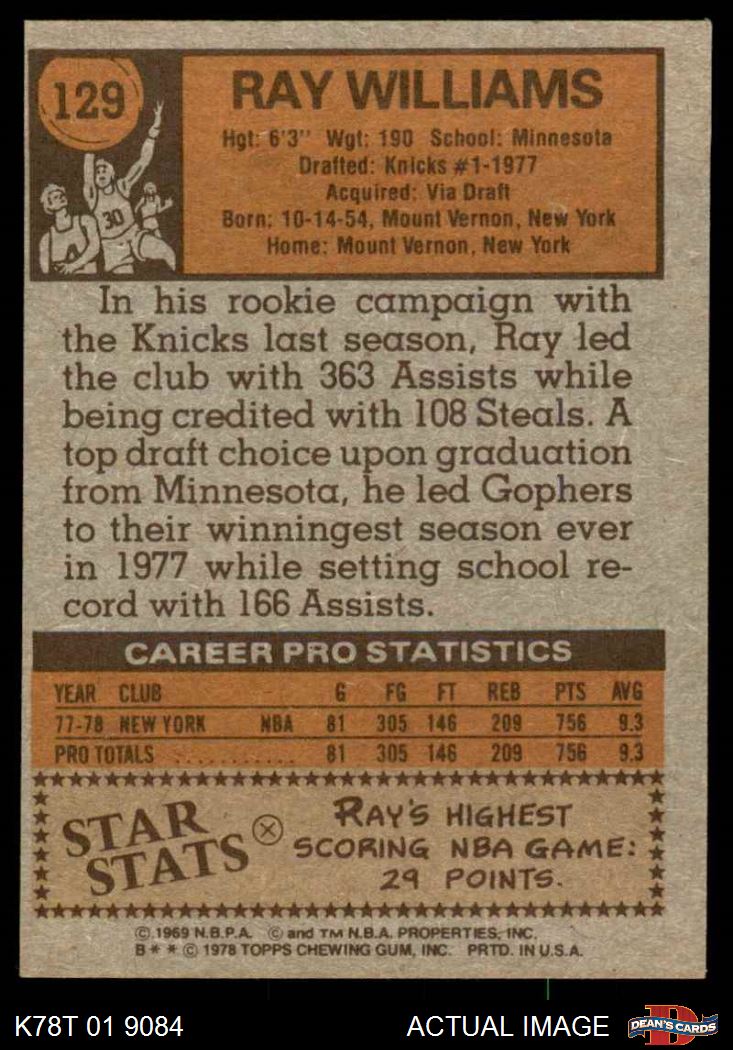 129
RAY WILLIAMS
Hgt: 6'3" Wgt: 190 School: Minnesota
Drafted: Knicks #1-1977
Acquired: Via Draft
Born: 10-14-54, Mount Vernon, New York
Home: Mount Vernon, New York
30
In his rookie campaign with
the Knicks last season, Ray led
the club with 363 Assists while
being credited with 108 Steals. A
top draft choice upon graduation
from Minnesota, he led Gophers
to their winningest season ever
in 1977 while setting school re-
cord with 166 Assists.
CAREER PRO STATISTICS
YEAR CLUB G FG FT REB PTS AVG
77-78 NEW YORK NBA 81 305 146 209 756 9.3
PRO TOTALS ........... 81 305 146 209 756 9.3
STAR STATS
RAY'S HIGHEST
SCORING NBA GAME:
29 POINTS.
© 1969 N.B.P.A. © and TM N.B.A. PROPERTIES, INC.
B * * © 1978 TOPPS CHEWING GUM, INC. PRTD. IN U.S.A.
K78T 01 9084 ACTUAL IMAGE DEAN'S CARDS